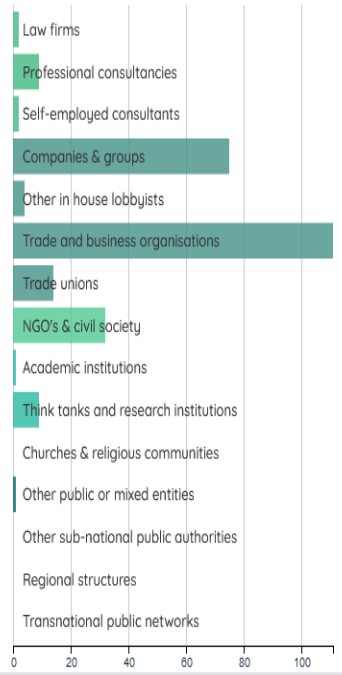 Law firms
Professional consultancies
Self-employed consultants
Companies & groups
Other in house lobbyists
Trade and business organisations
Trade unions
NGO's & civil society
Academic institutions
Think tanks and research institutions
Churches & religious communities
Other public or mixed entities
Other sub-national public authorities
Regional structures
Transnational public networks
0 20 40 60 80 100